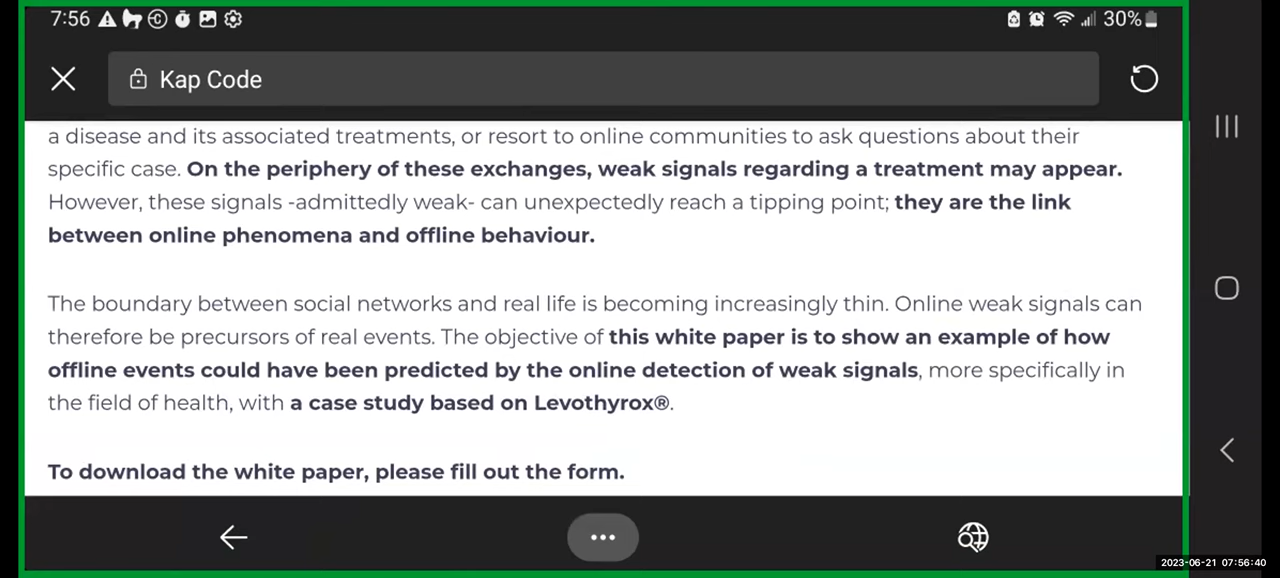 7:56
30%
Kap Code
a disease and its associated treatments, or resort to online communities to ask questions about their
specific case. On the periphery of these exchanges, weak signals regarding a treatment may appear.
However, these signals -admittedly weak- can unexpectedly reach a tipping point; they are the link
between online phenomena and offline behaviour.
The boundary between social networks and real life is becoming increasingly thin. Online weak signals can
therefore be precursors of real events. The objective of this white paper is to show an example of how
offline events could have been predicted by the online detection of weak signals, more specifically in
the field of health, with a case study based on Levothyrox®.
To download the white paper, please fill out the form.
2023-06-21 07:56:40